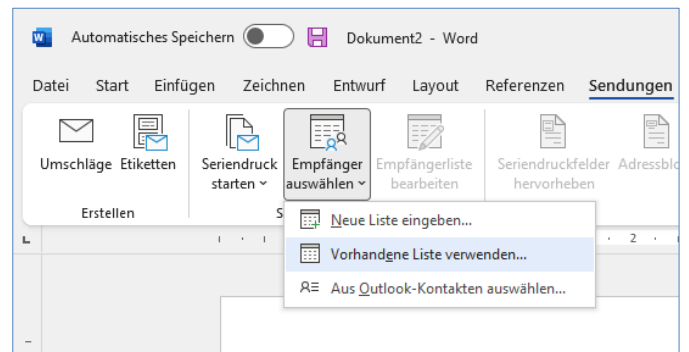 Automatisches Speichern Dokument2 - Word
Datei Start Einfügen Zeichnen Entwurf Layout Referenzen Sendungen
Umschläge Etiketten Seriendruck starten Empfänger auswählen Empfängerliste bearbeiten Seriendruckfelder hervorheben
Erstellen S
Neue Liste eingeben...
Vorhandene Liste verwenden...
2
Aus Outlook-Kontakten auswählen...